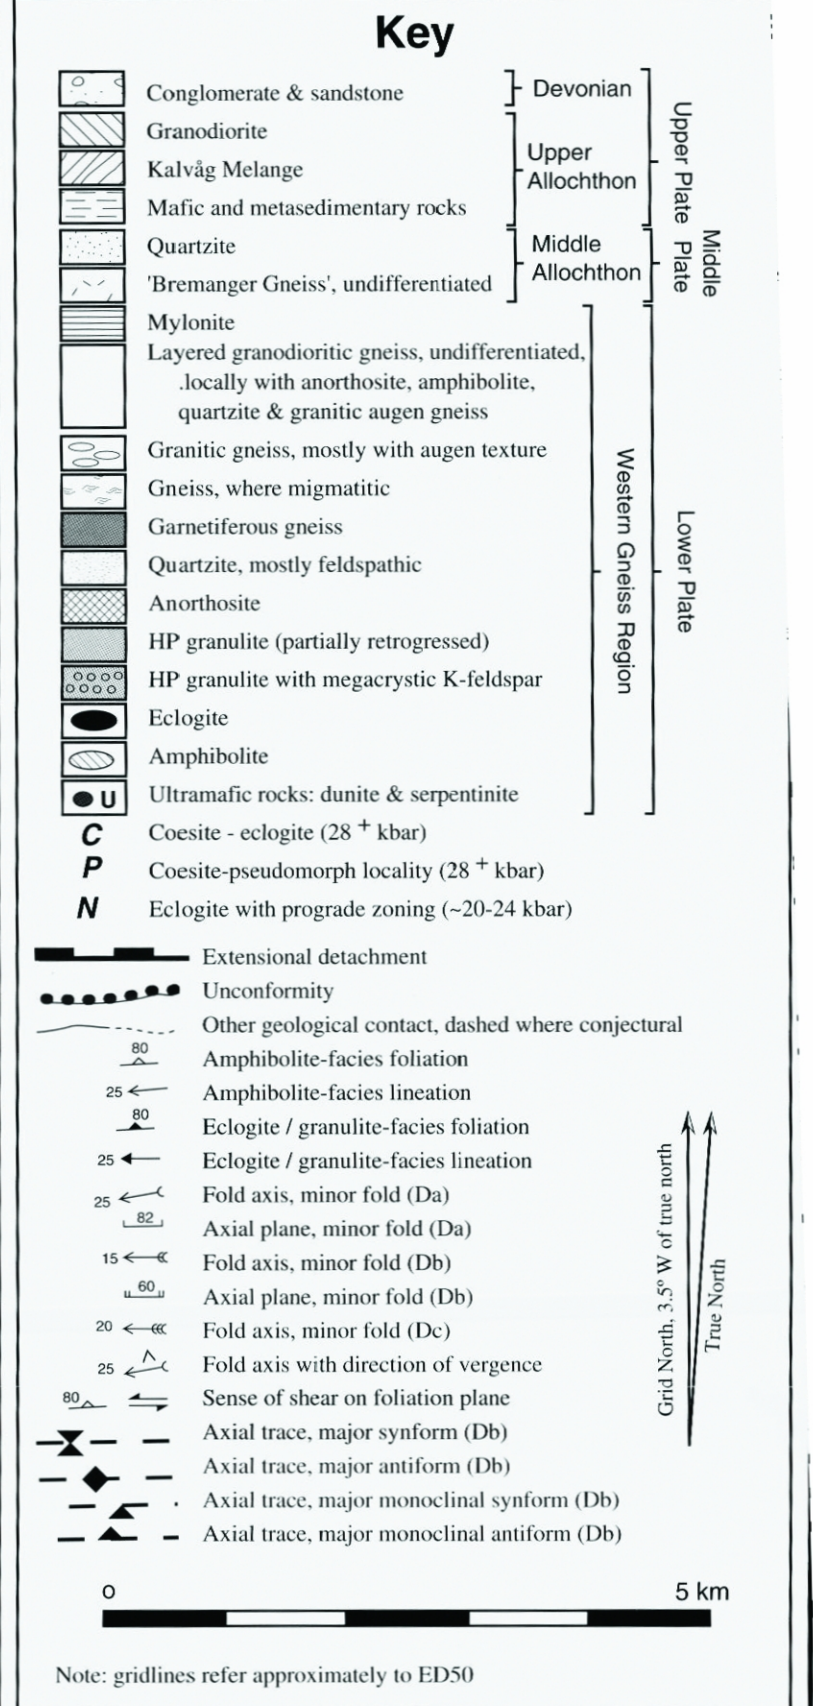 Key
Conglomerate & sandstone
Granodiorite
Kalvåg Melange
Mafic and metasedimentary rocks
Quartzite
'Bremanger Gneiss', undifferentiated
Mylonite
Layered granodioritic gneiss, undifferentiated,
.locally with anorthosite, amphibolite,
quartzite & granitic augen gneiss
Granitic gneiss, mostly with augen texture
Gneiss, where migmatitic
Garnetiferous gneiss
Quartzite, mostly feldspathic
Anorthosite
HP granulite (partially retrogressed)
HP granulite with megacrystic K-feldspar
Eclogite
Amphibolite
U Ultramafic rocks: dunite & serpentinite
Devonian
Upper
Allochthon
Middle
Allochthon
Western Gneiss Region
Upper Plate
Middle
Plate
Lower Plate
C Coesite - eclogite (28 + kbar)
P Coesite-pseudomorph locality (28 + kbar)
N Eclogite with prograde zoning (~20-24 kbar)
Extensional detachment
Unconformity
Other geological contact, dashed where conjectural
80 Amphibolite-facies foliation
25 Amphibolite-facies lineation
80 Eclogite / granulite-facies foliation
25 Eclogite / granulite-facies lineation
25 Fold axis, minor fold (Da)
82 Axial plane, minor fold (Da)
15 Fold axis, minor fold (Db)
60 Axial plane, minor fold (Db)
20 Fold axis, minor fold (Dc)
25 Fold axis with direction of vergence
80 Sense of shear on foliation plane
Axial trace, major synform (Db)
Axial trace, major antiform (Db)
Axial trace, major monoclinal synform (Db)
Axial trace, major monoclinal antiform (Db)
Grid North, 3.5° W of true north
True North
0 5 km
Note: gridlines refer approximately to ED50